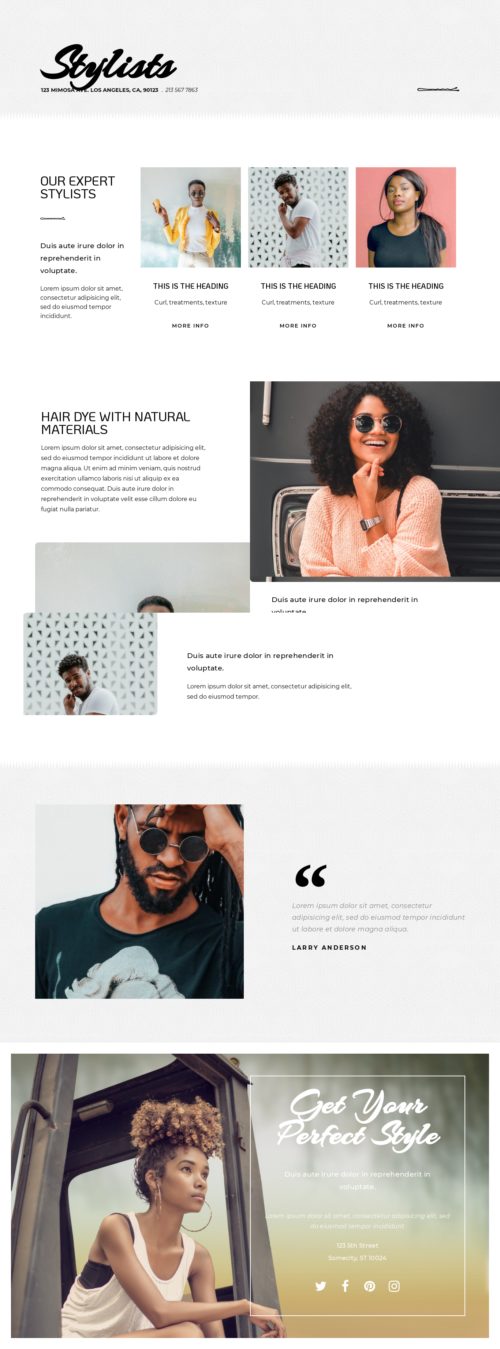 Stylists
123 MIMOSA AVE. LOS ANGELES, CA, 90123 . 213 567 7863
OUR EXPERT
STYLISTS
Duis aute irure dolor in
reprehenderit in
voluptate.
Lorem ipsum dolor sit amet,
consectetur adipisicing elit,
sed do eiusmod tempor
incididunt.
THIS IS THE HEADING
Curl, treatments, texture
MORE INFO
THIS IS THE HEADING
Curl, treatments, texture
MORE INFO
THIS IS THE HEADING
Curl, treatments, texture
MORE INFO
HAIR DYE WITH NATURAL
MATERIALS
Lorem ipsum dolor sit amet, consectetur adipisicing elit,
sed do eiusmod tempor incididunt ut labore et dolore
magna aliqua. Ut enim ad minim veniam, quis nostrud
exercitation ullamco laboris nisi ut aliquip ex ea
commodo consequat. Duis aute irure dolor in
reprehenderit in voluptate velit esse cillum dolore eu
fugiat nulla pariatur.
Duis aute irure dolor in reprehenderit in
voluptate.
Duis aute irure dolor in reprehenderit in
voluptate.
Lorem ipsum dolor sit amet, consectetur adipisicing elit,
sed do eiusmod tempor.
“
Lorem ipsum dolor sit amet, consectetur
adipisicing elit, sed do eiusmod tempor incididunt
ut labore et dolore magna aliqua.
LARRY ANDERSON
Get Your
Perfect Style
Duis aute irure dolor in reprehenderit in
voluptate.
Lorem ipsum dolor sit amet, consectetur adipisicing elit, sed
do eiusmod tempor incididunt
123 5th Street
Somecity, ST 10024